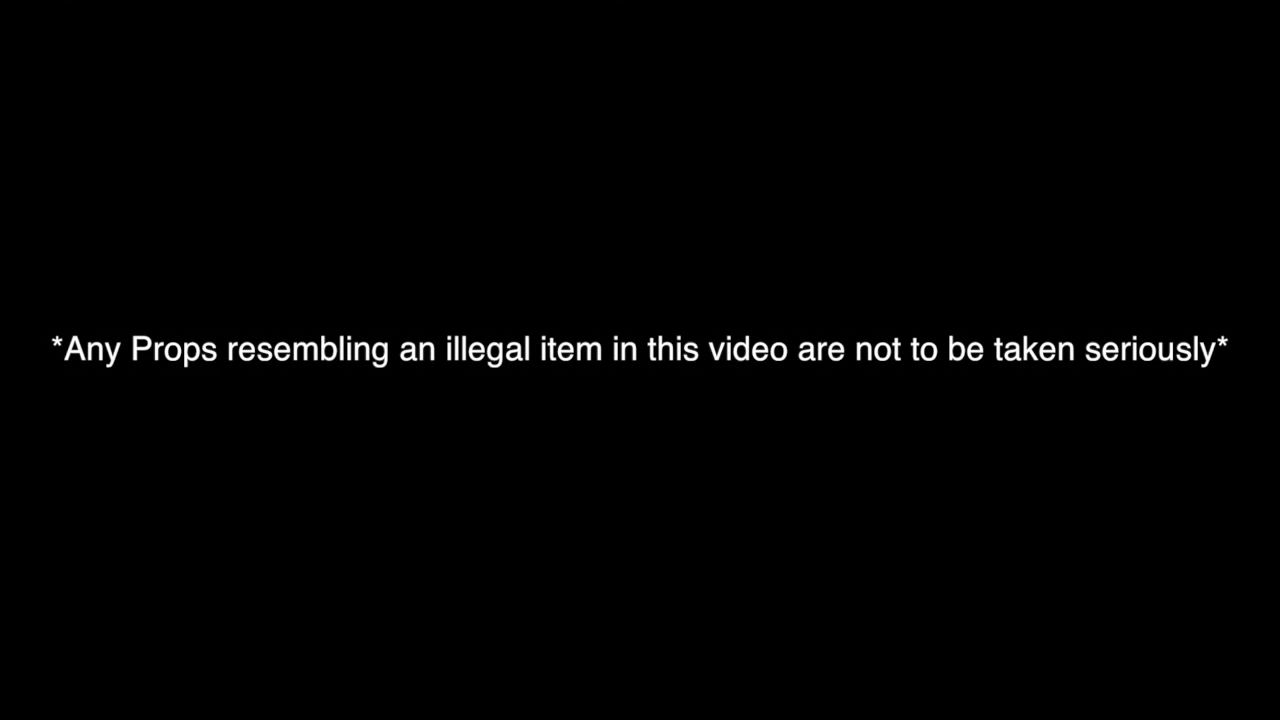 *Any Props resembling an illegal item in this video are not to be taken seriously*